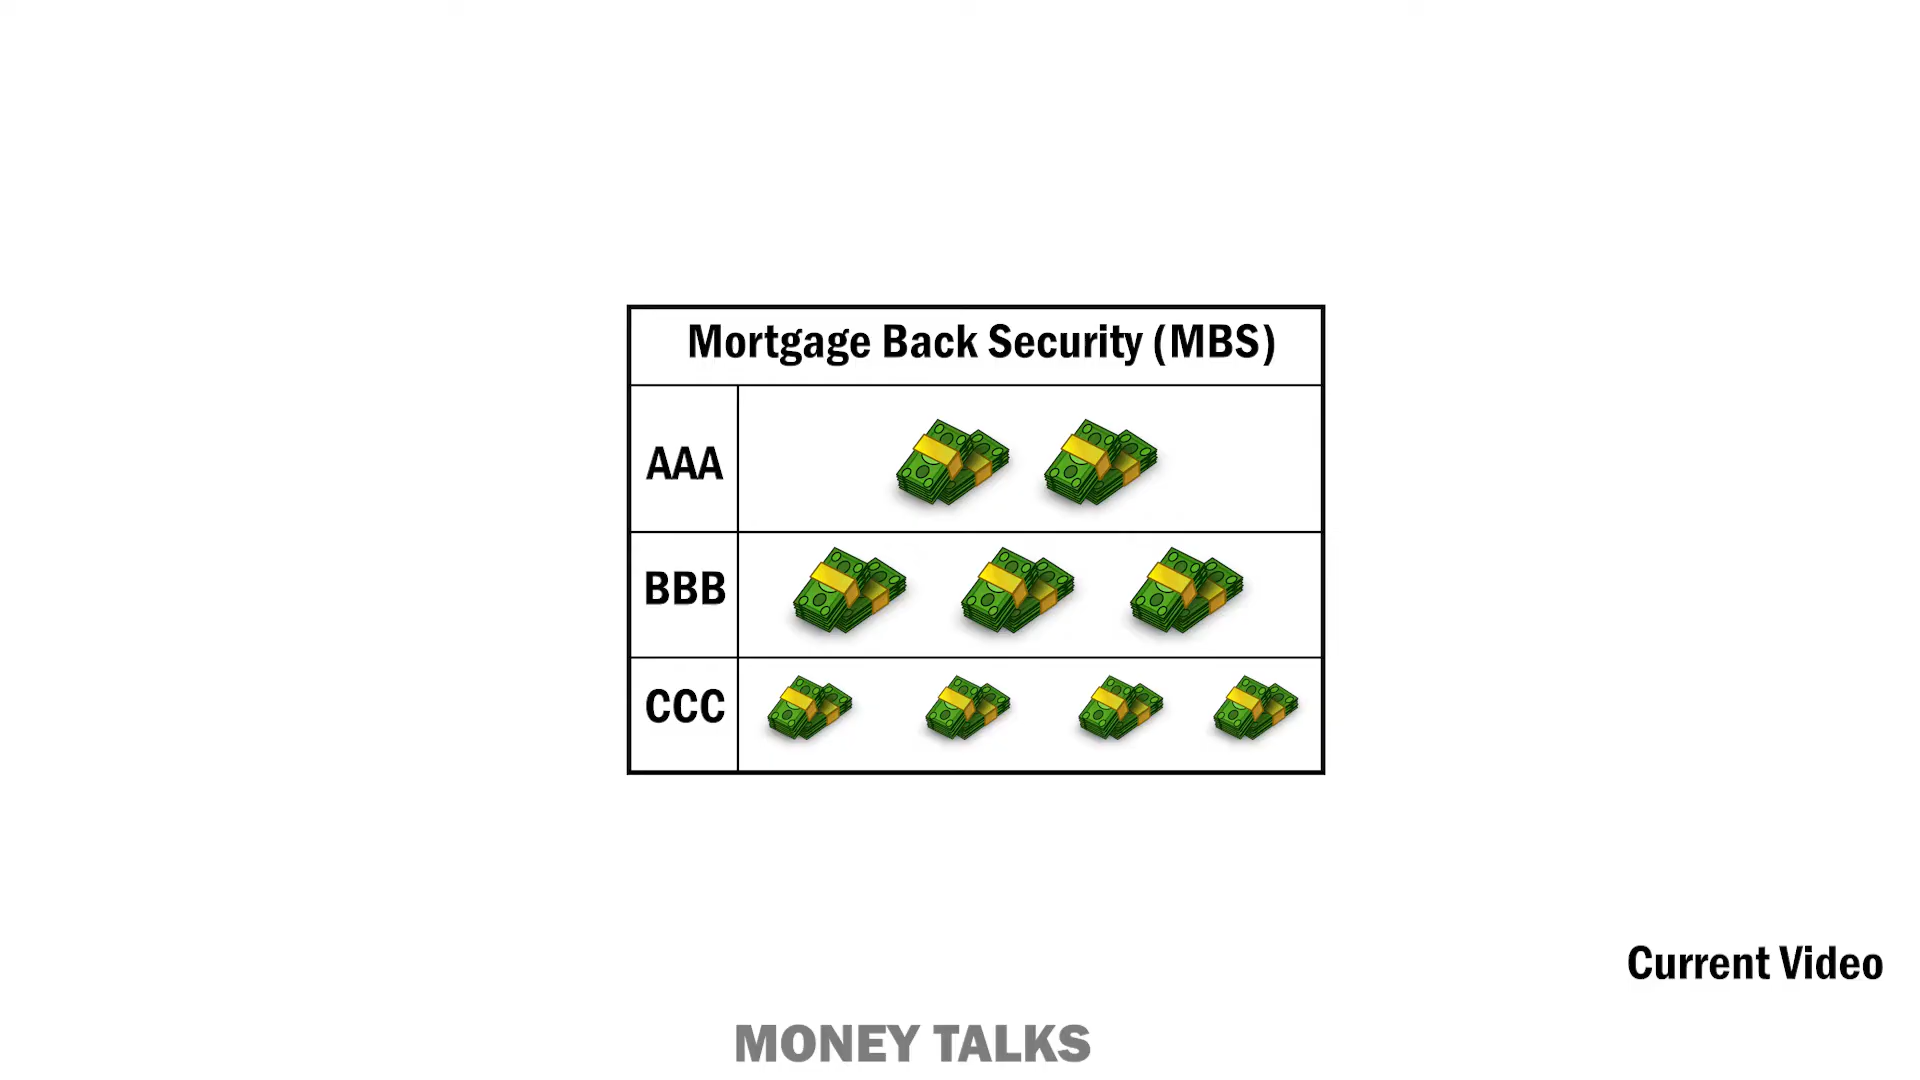 Mortgage Back Security (MBS)
AAA
BBB
CCC
Current Video
MONEY TALKS